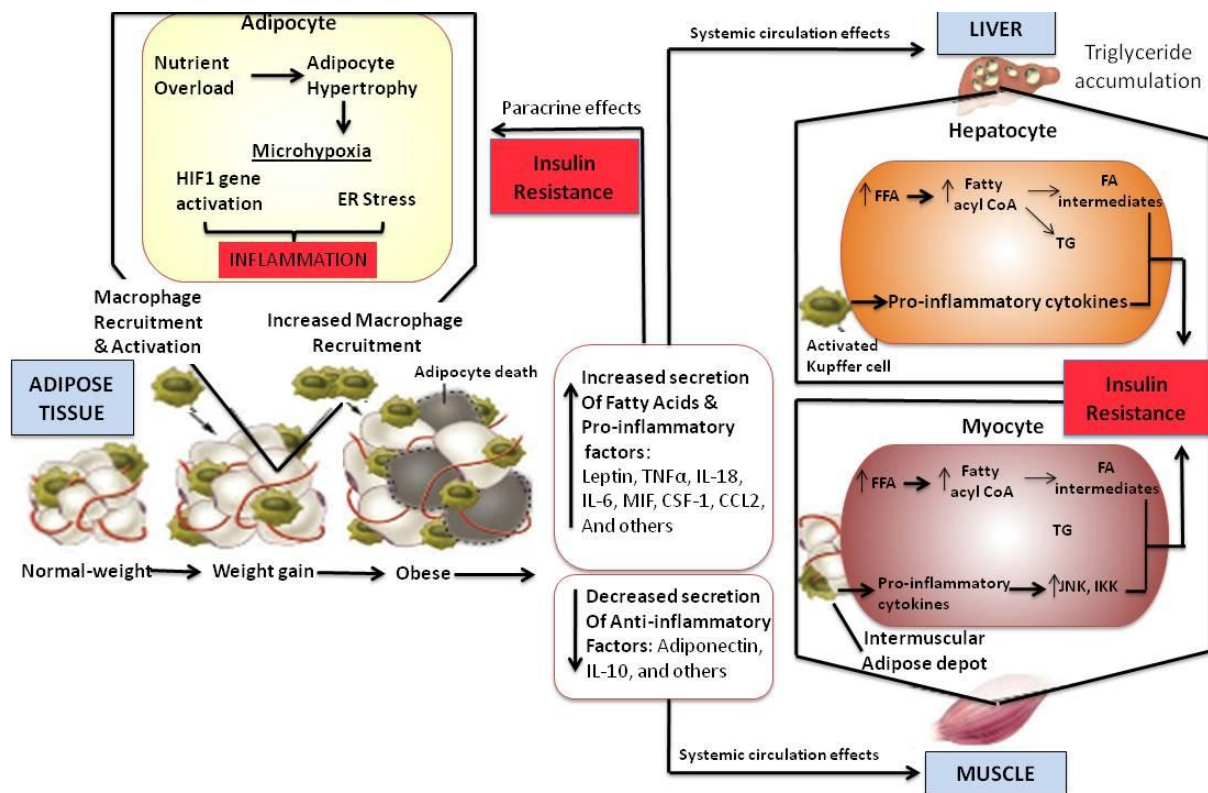 Adipocyte
Nutrient
Overload
Adipocyte
Hypertrophy
Microhypoxia
HIF1 gene
activation
ER Stress
INFLAMMATION
Macrophage
Recruitment
& Activation
Increased Macrophage
Recruitment
ADIPOSE
TISSUE
Adipocyte death
Normal-weight
Weight gain
Obese
Paracrine effects
Insulin
Resistance
Increased secretion
Of Fatty Acids &
Pro-inflammatory
factors:
Leptin, TNFα, IL-18,
IL-6, MIF, CSF-1, CCL2,
And others
Decreased secretion
Of Anti-inflammatory
Factors: Adiponectin,
IL-10, and others
Systemic circulation effects
LIVER
Triglyceride
accumulation
Hepatocyte
↑ FFA
↑ Fatty
acyl CoA
FA
intermediates
TG
Pro-inflammatory cytokines
Activated
Kupffer cell
Insulin
Resistance
Myocyte
↑ FFA
↑ Fatty
acyl CoA
FA
intermediates
TG
Pro-inflammatory
cytokines
↑JNK, IKK
Intermuscular
Adipose depot
Systemic circulation effects
MUSCLE